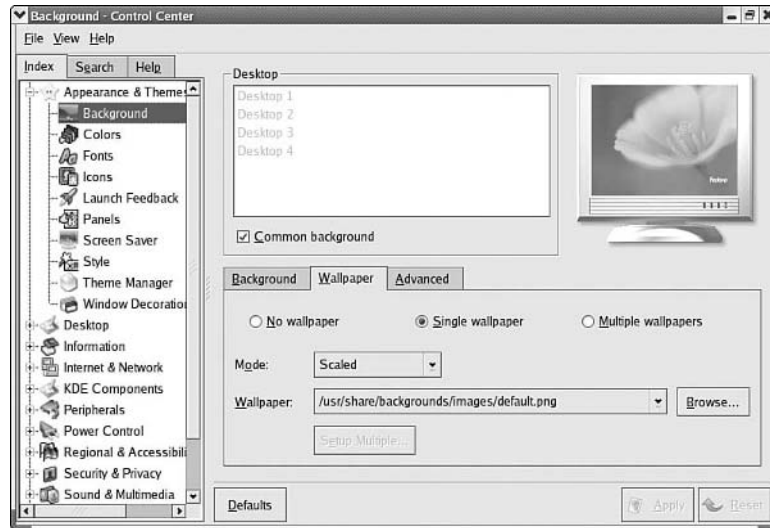 Background - Control Center
File View Help
Index Search Help
Appearance & Themes
Background
Colors
Fonts
Icons
Launch Feedback
Panels
Screen Saver
Style
Theme Manager
Window Decoration
Desktop
Information
Internet & Network
KDE Components
Peripherals
Power Control
Regional & Accessibili
Security & Privacy
Sound & Multimedia
Desktop
Desktop 1
Desktop 2
Desktop 3
Desktop 4
Common background
Background Wallpaper Advanced
No wallpaper Single wallpaper Multiple wallpapers
Mode: Scaled
Wallpaper: /usr/share/backgrounds/images/default.png Browse...
Setup Multiple...
Defaults Apply Reset